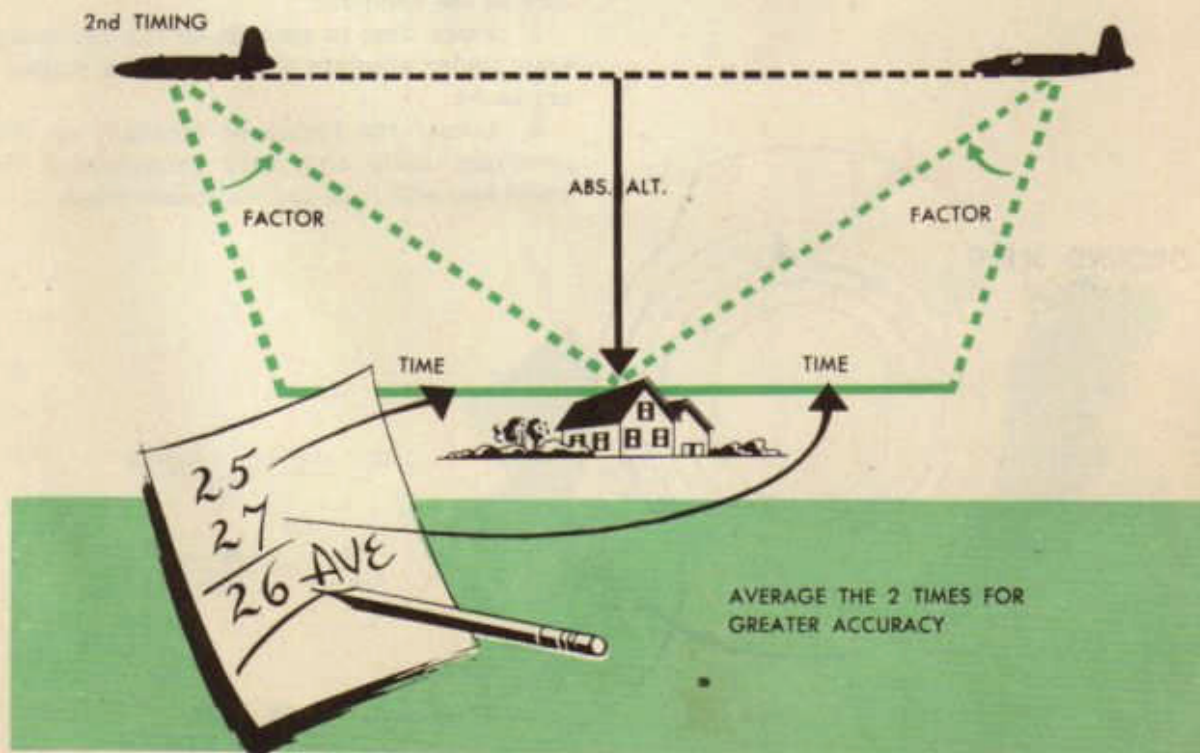 2nd TIMING
ABS. ALT.
FACTOR
FACTOR
TIME
TIME
25
27
26 AVE
AVERAGE THE 2 TIMES FOR
GREATER ACCURACY